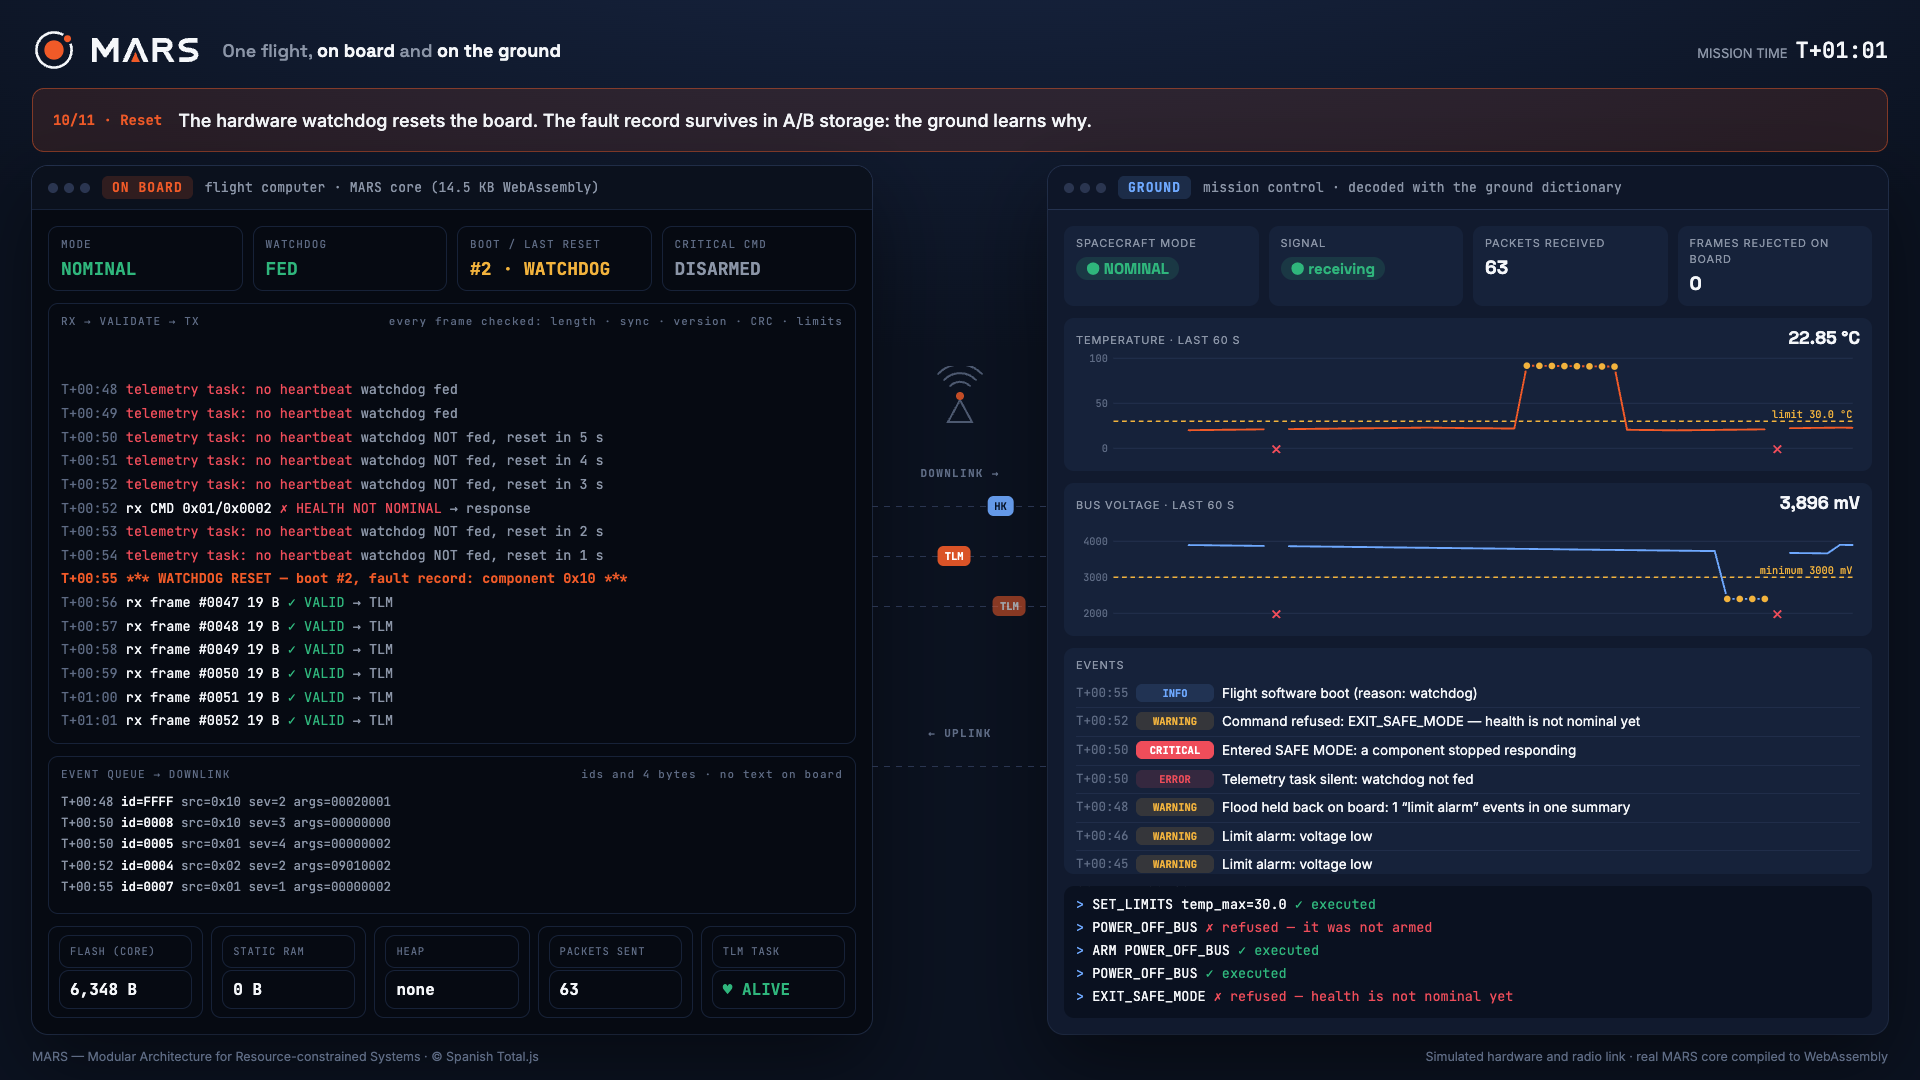 MARS One flight, on board and on the ground
MISSION TIME T+01:01
10/11 · Reset The hardware watchdog resets the board. The fault record survives in A/B storage: the ground learns why.
ON BOARD flight computer · MARS core (14.5 KB WebAssembly)
MODE
NOMINAL
WATCHDOG
FED
BOOT / LAST RESET
#2 · WATCHDOG
CRITICAL CMD
DISARMED
RX → VALIDATE → TX
every frame checked: length · sync · version · CRC · limits
T+00:48 telemetry task: no heartbeat watchdog fed
T+00:49 telemetry task: no heartbeat watchdog fed
T+00:50 telemetry task: no heartbeat watchdog NOT fed, reset in 5 s
T+00:51 telemetry task: no heartbeat watchdog NOT fed, reset in 4 s
T+00:52 telemetry task: no heartbeat watchdog NOT fed, reset in 3 s
T+00:52 rx CMD 0x01/0x0002 ✗ HEALTH NOT NOMINAL → response
T+00:53 telemetry task: no heartbeat watchdog NOT fed, reset in 2 s
T+00:54 telemetry task: no heartbeat watchdog NOT fed, reset in 1 s
T+00:55 *** WATCHDOG RESET — boot #2, fault record: component 0x10 ***
T+00:56 rx frame #0047 19 B ✓ VALID → TLM
T+00:57 rx frame #0048 19 B ✓ VALID → TLM
T+00:58 rx frame #0049 19 B ✓ VALID → TLM
T+00:59 rx frame #0050 19 B ✓ VALID → TLM
T+01:00 rx frame #0051 19 B ✓ VALID → TLM
T+01:01 rx frame #0052 19 B ✓ VALID → TLM
EVENT QUEUE → DOWNLINK
ids and 4 bytes · no text on board
T+00:48 id=FFFF src=0x10 sev=2 args=00020001
T+00:50 id=0008 src=0x10 sev=3 args=00000000
T+00:50 id=0005 src=0x01 sev=4 args=00000002
T+00:52 id=0004 src=0x02 sev=2 args=09010002
T+00:55 id=0007 src=0x01 sev=1 args=00000002
FLASH (CORE)
6,348 B
STATIC RAM
0 B
HEAP
none
PACKETS SENT
63
TLM TASK
♥ ALIVE
DOWNLINK →
HK
TLM
TLM
← UPLINK
GROUND mission control · decoded with the ground dictionary
SPACECRAFT MODE
NOMINAL
SIGNAL
receiving
PACKETS RECEIVED
63
FRAMES REJECTED ON
BOARD
0
TEMPERATURE · LAST 60 S
22.85 °C
100
50
0
limit 30.0 °C
BUS VOLTAGE · LAST 60 S
3,896 mV
4000
3000
2000
minimum 3000 mV
EVENTS
T+00:55 INFO Flight software boot (reason: watchdog)
T+00:52 WARNING Command refused: EXIT_SAFE_MODE — health is not nominal yet
T+00:50 CRITICAL Entered SAFE MODE: a component stopped responding
T+00:50 ERROR Telemetry task silent: watchdog not fed
T+00:48 WARNING Flood held back on board: 1 “limit alarm” events in one summary
T+00:46 WARNING Limit alarm: voltage low
T+00:45 WARNING Limit alarm: voltage low
> SET_LIMITS temp_max=30.0 ✓ executed
> POWER_OFF_BUS ✗ refused — it was not armed
> ARM POWER_OFF_BUS ✓ executed
> POWER_OFF_BUS ✓ executed
> EXIT_SAFE_MODE ✗ refused — health is not nominal yet
MARS — Modular Architecture for Resource-constrained Systems · © Spanish Total.js
Simulated hardware and radio link · real MARS core compiled to WebAssembly